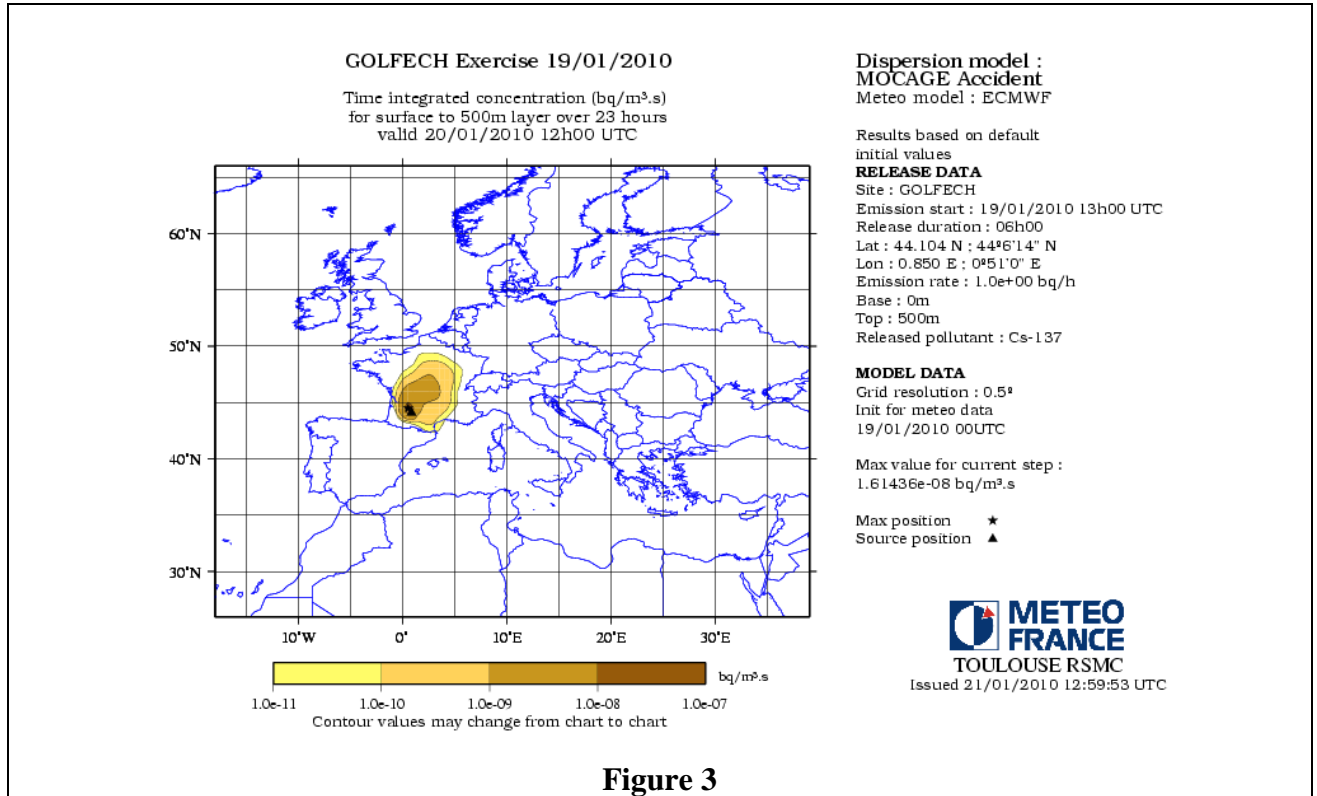 GOLFECH Exercise 19/01/2010
Time integrated concentration (bq/m³.s)
for surface to 500m layer over 23 hours
valid 20/01/2010 12h00 UTC
60°N
50°N
40°N
30°N
10°W
0°
10°E
20°E
30°E
bq/m³.s
1.0e-11
1.0e-10
1.0e-09
1.0e-08
1.0e-07
Contour values may change from chart to chart
Dispersion model :
MOCAGE Accident
Meteo model : ECMWF
Results based on default
initial values
RELEASE DATA
Site : GOLFECH
Emission start : 19/01/2010 13h00 UTC
Release duration : 06h00
Lat : 44.104 N ; 44º6'14" N
Lon : 0.850 E ; 0º51'0" E
Emission rate : 1.0e+00 bq/h
Base : 0m
Top : 500m
Released pollutant : Cs-137
MODEL DATA
Grid resolution : 0.5º
Init for meteo data
19/01/2010 00UTC
Max value for current step :
1.61436e-08 bq/m³.s
Max position ★
Source position ▲
METEO
FRANCE
TOULOUSE RSMC
Issued 21/01/2010 12:59:53 UTC
Figure 3